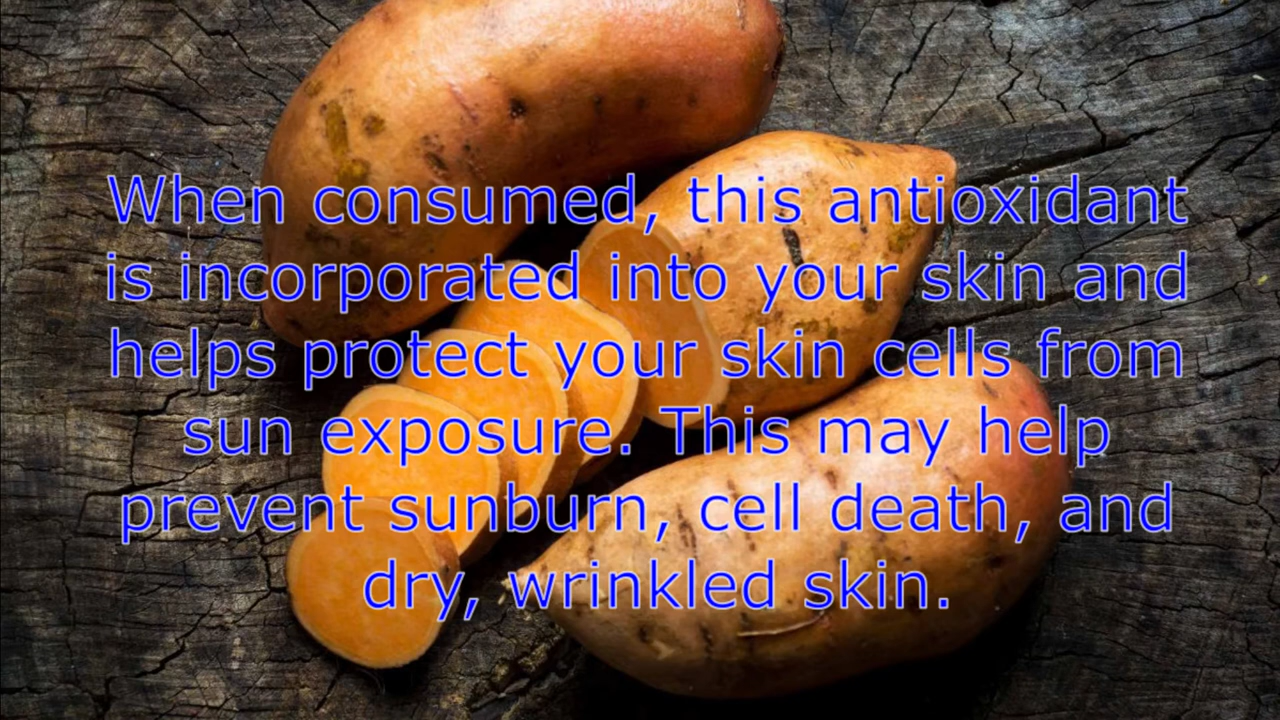 When consumed, this antioxidant
is incorporated into your skin and
helps protect your skin cells from
sun exposure. This may help
prevent sunburn, cell death, and
dry, wrinkled skin.